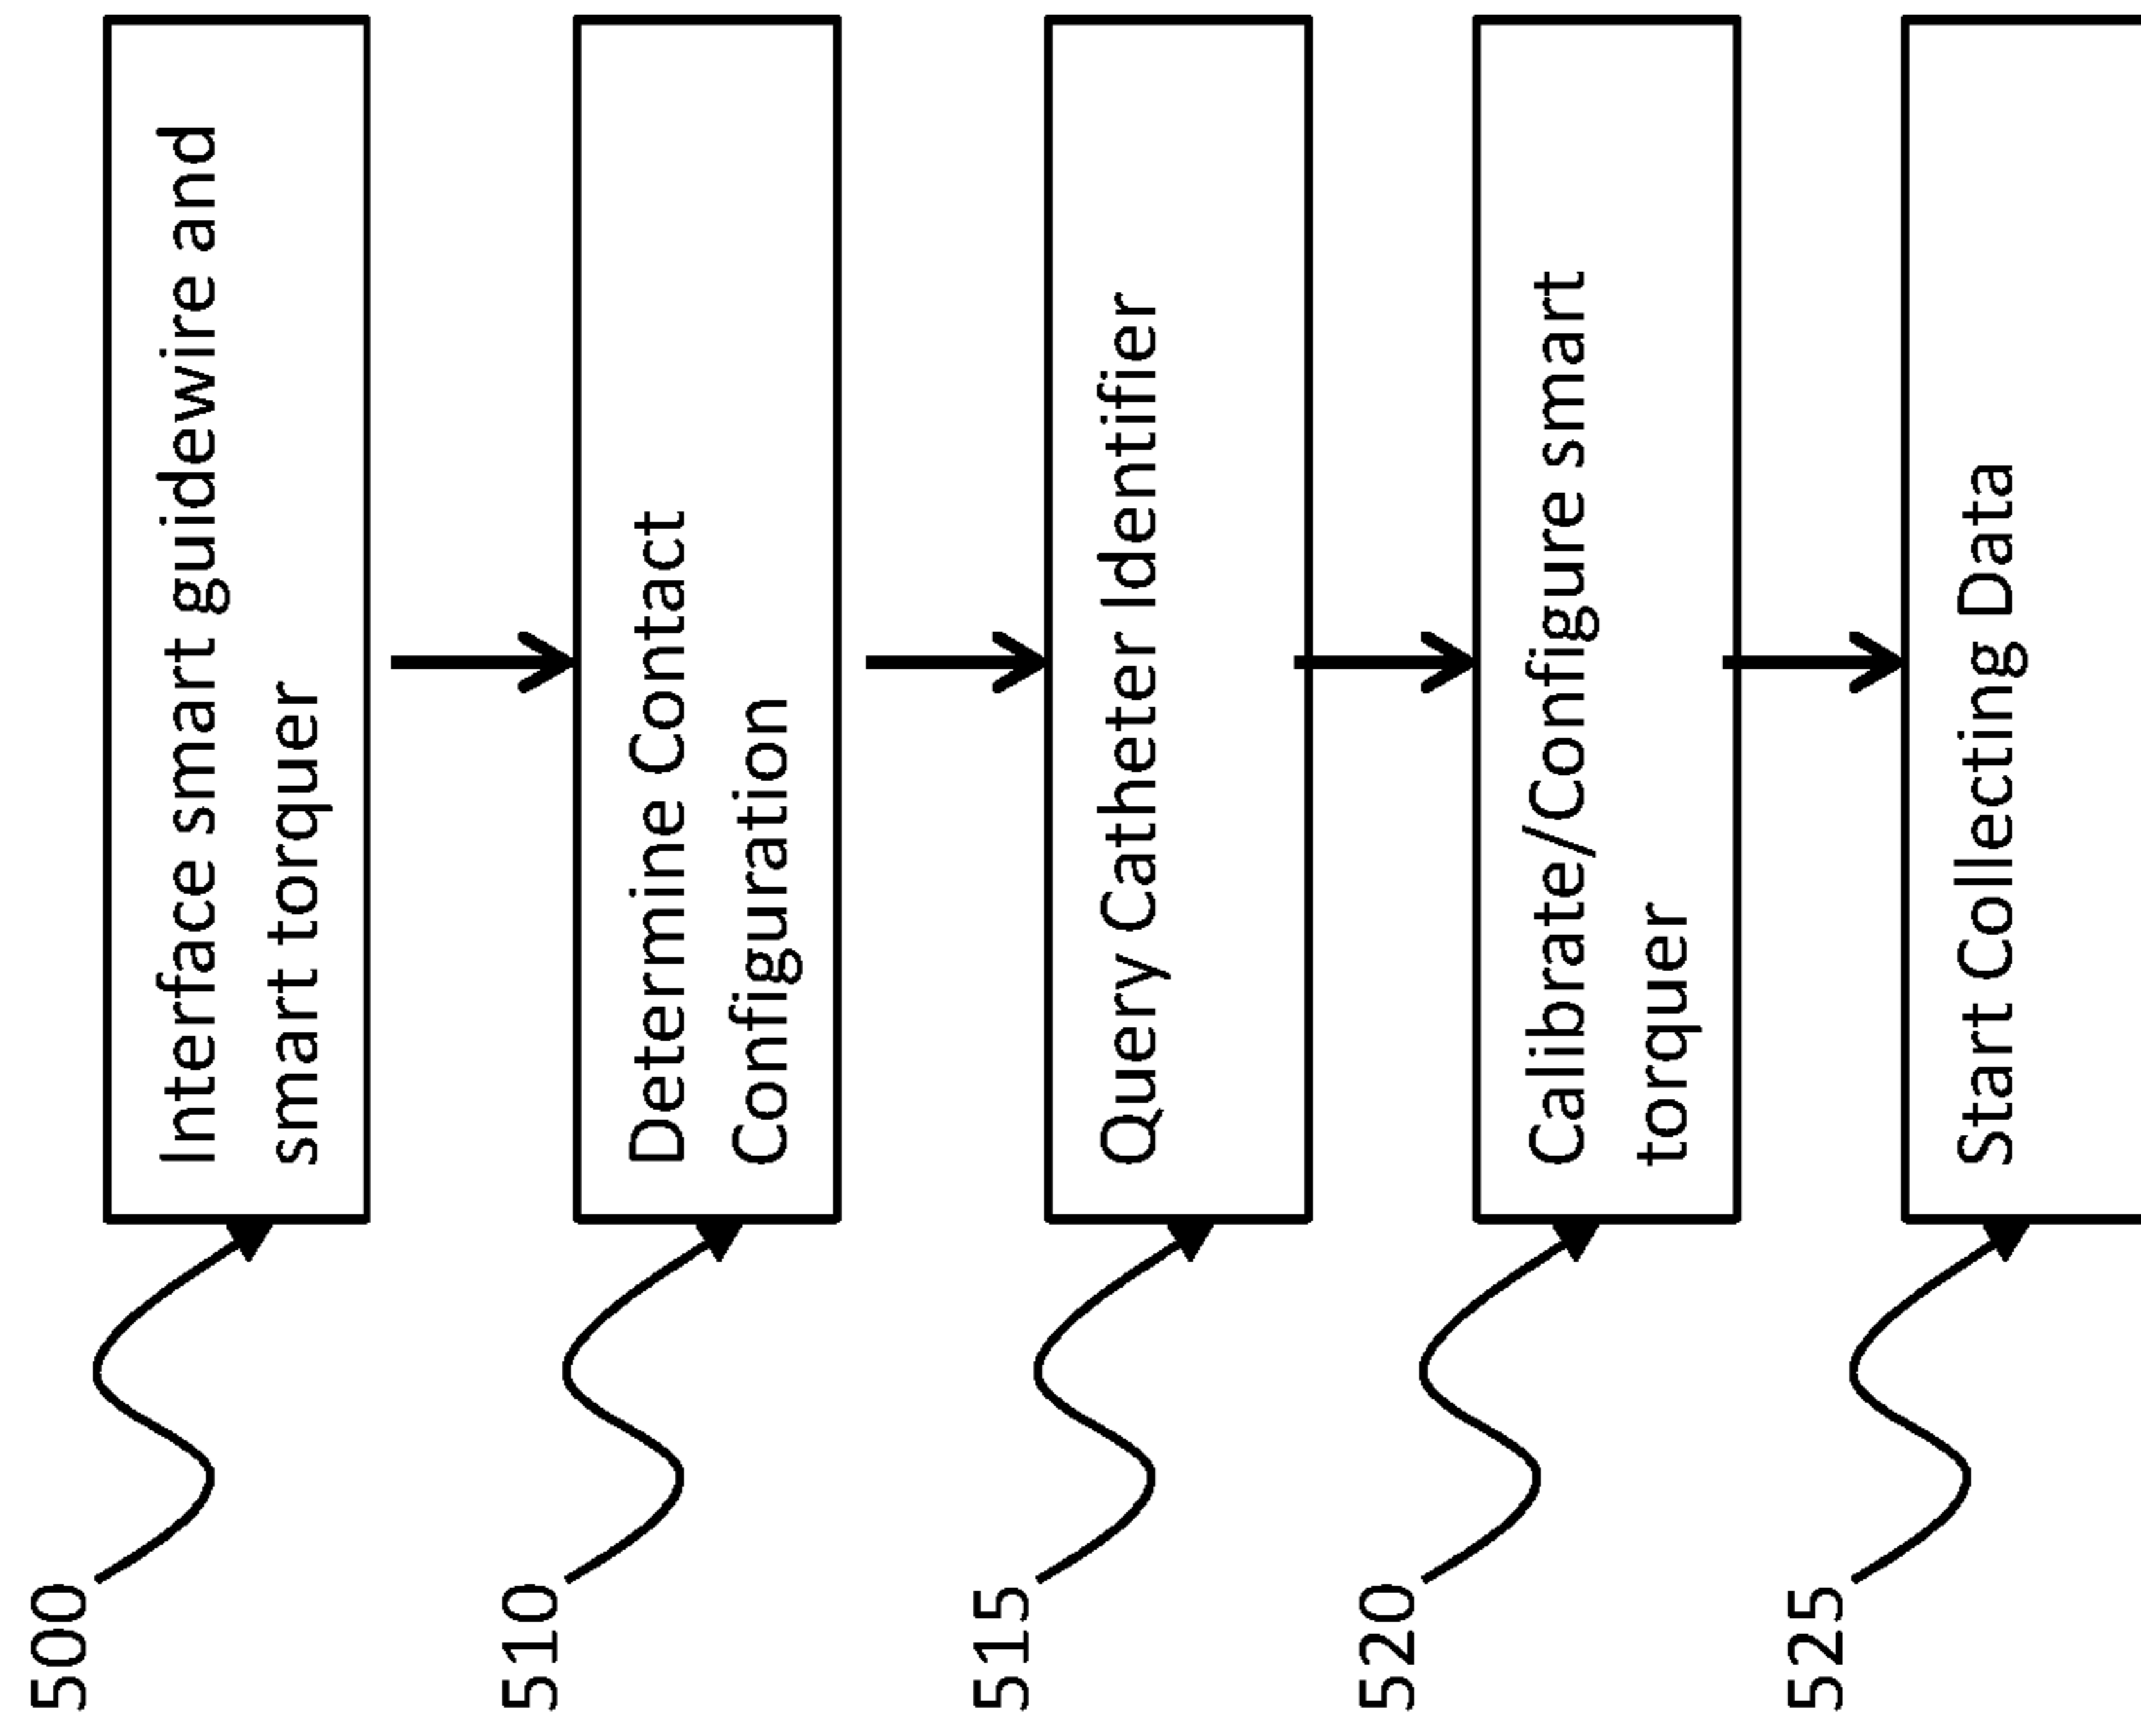 500
Interface smart guidewire and
smart torquer
510
Determine Contact
Configuration
515
Query Catheter Identifier
520
Calibrate/Configure smart
torquer
525
Start Collecting Data